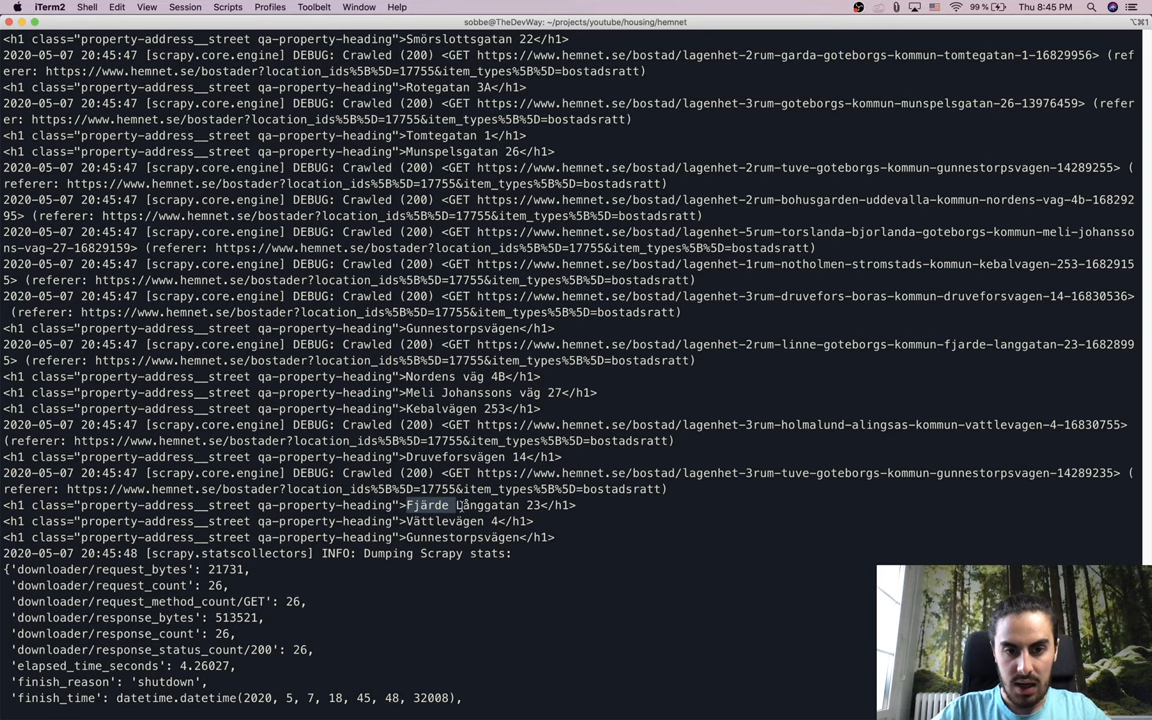 iTerm2 Shell Edit View Session Scripts Profiles Toolbelt Window Help 99 % Thu 8:45 PM
sobbe@TheDevWay: ~/projects/youtube/housing/hemnet ⌥⌘1
<h1 class="property-address__street qa-property-heading">Smörslottsgatan 22</h1>
2020-05-07 20:45:47 [scrapy.core.engine] DEBUG: Crawled (200) <GET https://www.hemnet.se/bostad/lagenhet-2rum-garda-goteborgs-kommun-tomtegatan-1-16829956> (ref
erer: https://www.hemnet.se/bostader?location_ids%5B%5D=17755&item_types%5B%5D=bostadsratt)
<h1 class="property-address__street qa-property-heading">Rotegatan 3A</h1>
2020-05-07 20:45:47 [scrapy.core.engine] DEBUG: Crawled (200) <GET https://www.hemnet.se/bostad/lagenhet-3rum-goteborgs-kommun-munspelsgatan-26-13976459> (refer
er: https://www.hemnet.se/bostader?location_ids%5B%5D=17755&item_types%5B%5D=bostadsratt)
<h1 class="property-address__street qa-property-heading">Tomtegatan 1</h1>
<h1 class="property-address__street qa-property-heading">Munspelsgatan 26</h1>
2020-05-07 20:45:47 [scrapy.core.engine] DEBUG: Crawled (200) <GET https://www.hemnet.se/bostad/lagenhet-2rum-tuve-goteborgs-kommun-gunnestorpsvagen-14289255> (
referer: https://www.hemnet.se/bostader?location_ids%5B%5D=17755&item_types%5B%5D=bostadsratt)
2020-05-07 20:45:47 [scrapy.core.engine] DEBUG: Crawled (200) <GET https://www.hemnet.se/bostad/lagenhet-2rum-bohusgarden-uddevalla-kommun-nordens-vag-4b-168292
95> (referer: https://www.hemnet.se/bostader?location_ids%5B%5D=17755&item_types%5B%5D=bostadsratt)
2020-05-07 20:45:47 [scrapy.core.engine] DEBUG: Crawled (200) <GET https://www.hemnet.se/bostad/lagenhet-5rum-torslanda-bjorlanda-goteborgs-kommun-meli-johansso
ns-vag-27-16829159> (referer: https://www.hemnet.se/bostader?location_ids%5B%5D=17755&item_types%5B%5D=bostadsratt)
2020-05-07 20:45:47 [scrapy.core.engine] DEBUG: Crawled (200) <GET https://www.hemnet.se/bostad/lagenhet-1rum-notholmen-stromstads-kommun-kebalvagen-253-1682915
5> (referer: https://www.hemnet.se/bostader?location_ids%5B%5D=17755&item_types%5B%5D=bostadsratt)
2020-05-07 20:45:47 [scrapy.core.engine] DEBUG: Crawled (200) <GET https://www.hemnet.se/bostad/lagenhet-3rum-druvefors-boras-kommun-druveforsvagen-14-16830536>
(referer: https://www.hemnet.se/bostader?location_ids%5B%5D=17755&item_types%5B%5D=bostadsratt)
<h1 class="property-address__street qa-property-heading">Gunnestorpsvägen</h1>
2020-05-07 20:45:47 [scrapy.core.engine] DEBUG: Crawled (200) <GET https://www.hemnet.se/bostad/lagenhet-2rum-linne-goteborgs-kommun-fjarde-langgatan-23-1682899
5> (referer: https://www.hemnet.se/bostader?location_ids%5B%5D=17755&item_types%5B%5D=bostadsratt)
<h1 class="property-address__street qa-property-heading">Nordens väg 4B</h1>
<h1 class="property-address__street qa-property-heading">Meli Johanssons väg 27</h1>
<h1 class="property-address__street qa-property-heading">Kebalvägen 253</h1>
2020-05-07 20:45:47 [scrapy.core.engine] DEBUG: Crawled (200) <GET https://www.hemnet.se/bostad/lagenhet-3rum-holmalund-alingsas-kommun-vattlevagen-4-16830755>
(referer: https://www.hemnet.se/bostader?location_ids%5B%5D=17755&item_types%5B%5D=bostadsratt)
<h1 class="property-address__street qa-property-heading">Druveforsvägen 14</h1>
2020-05-07 20:45:47 [scrapy.core.engine] DEBUG: Crawled (200) <GET https://www.hemnet.se/bostad/lagenhet-3rum-tuve-goteborgs-kommun-gunnestorpsvagen-14289235> (
referer: https://www.hemnet.se/bostader?location_ids%5B%5D=17755&item_types%5B%5D=bostadsratt)
<h1 class="property-address__street qa-property-heading">Fjärde Långgatan 23</h1>
<h1 class="property-address__street qa-property-heading">Vättlevägen 4</h1>
<h1 class="property-address__street qa-property-heading">Gunnestorpsvägen</h1>
2020-05-07 20:45:48 [scrapy.statscollectors] INFO: Dumping Scrapy stats:
{'downloader/request_bytes': 21731,
'downloader/request_count': 26,
'downloader/request_method_count/GET': 26,
'downloader/response_bytes': 513521,
'downloader/response_count': 26,
'downloader/response_status_count/200': 26,
'elapsed_time_seconds': 4.26027,
'finish_reason': 'shutdown',
'finish_time': datetime.datetime(2020, 5, 7, 18, 45, 48, 32008),